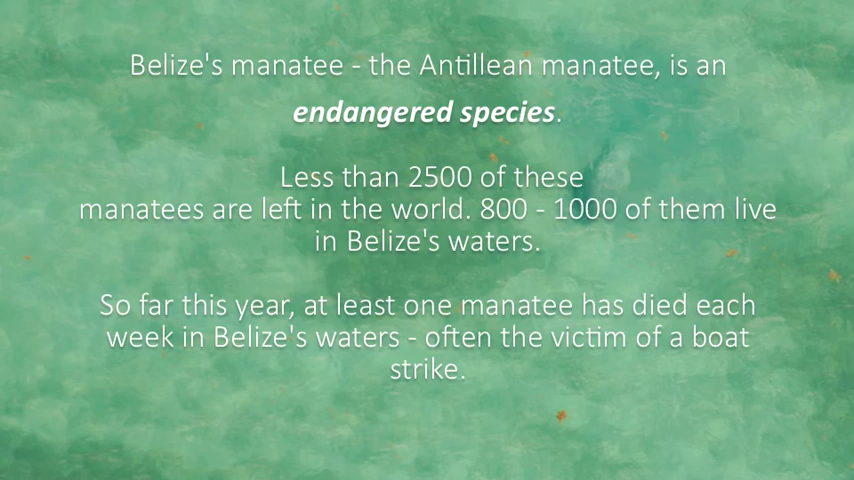 Belize's manatee - the Antillean manatee, is an
endangered species.
Less than 2500 of these
manatees are left in the world. 800 - 1000 of them live
in Belize's waters.
So far this year, at least one manatee has died each
week in Belize's waters - often the victim of a boat
strike.